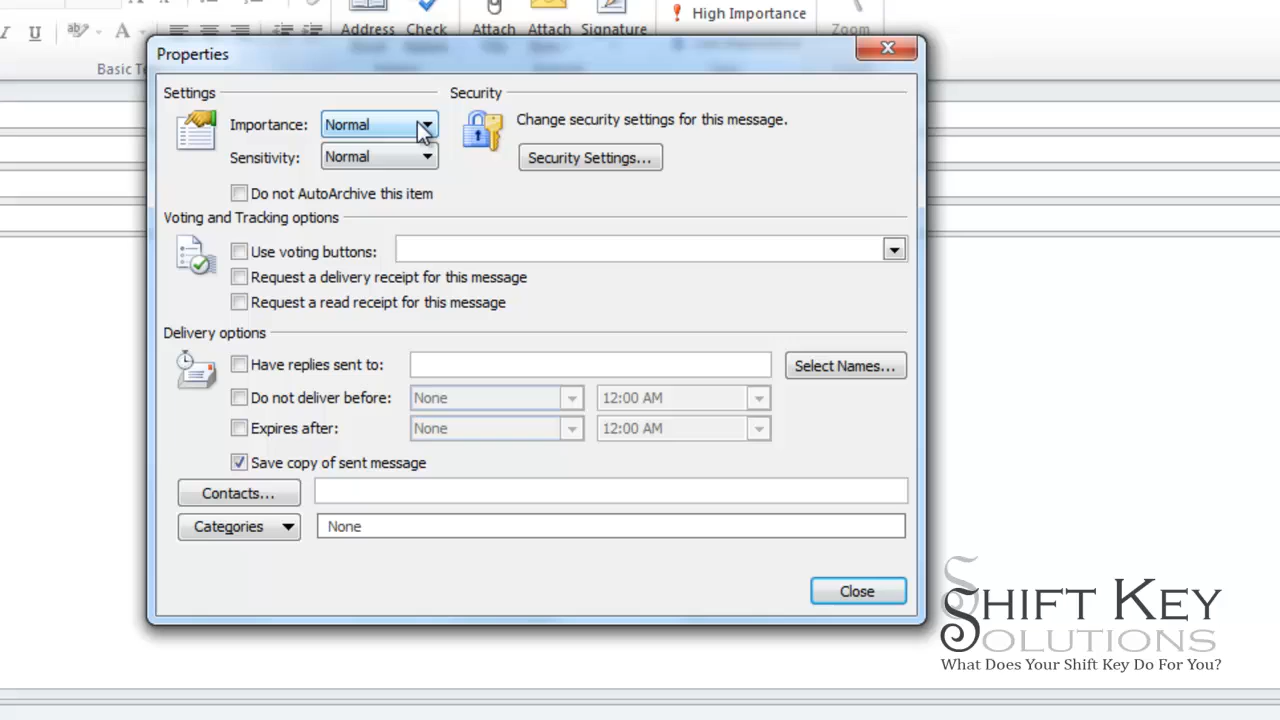 High Importance
U
A
Address
Check
Attach
Attach
Signature
Zoom
Basic Te
Properties
Settings
Security
Importance:
Normal
Change security settings for this message.
Sensitivity:
Normal
Security Settings...
Do not AutoArchive this item
Voting and Tracking options
Use voting buttons:
Request a delivery receipt for this message
Request a read receipt for this message
Delivery options
Have replies sent to:
Select Names...
Do not deliver before:
None
12:00 AM
Expires after:
None
12:00 AM
Save copy of sent message
Contacts...
Categories
None
Close
SHIFT KEY
SOLUTIONS
What Does Your Shift Key Do For You?